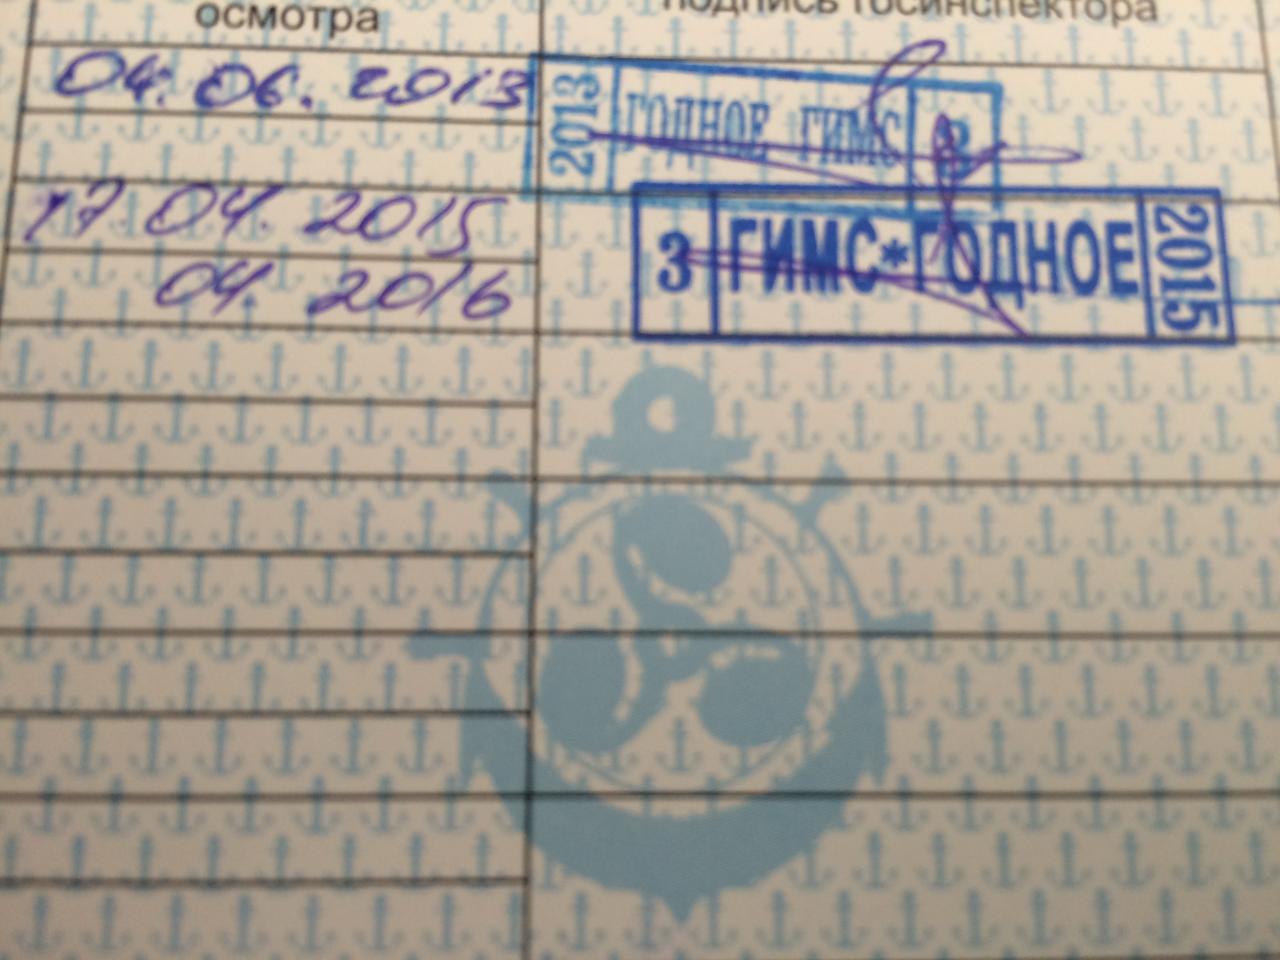 осмотра подпись госинспектора
04.06.2013 2013 ГОДНОЕ ГИМС
17.04.2015 3 ГИМС*ГОДНОЕ 2015
04. 2016